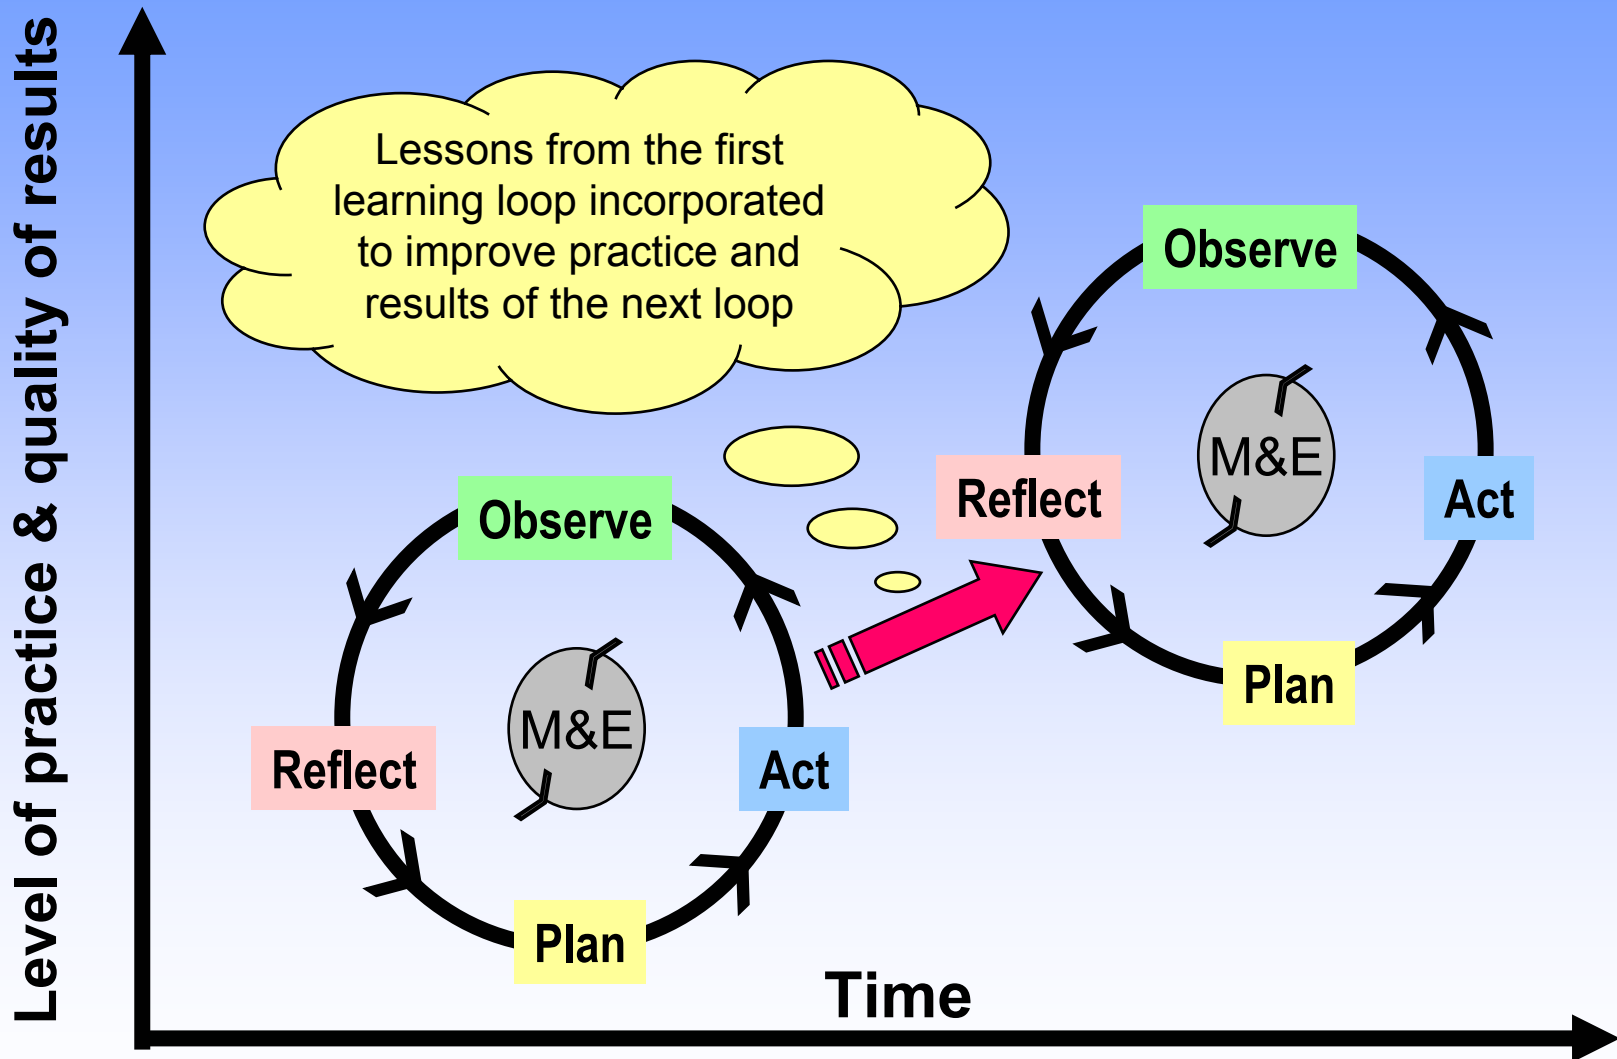 Level of practice & quality of results
Lessons from the first
learning loop incorporated
to improve practice and
results of the next loop
Observe
M&E
Reflect
Act
Plan
Observe
M&E
Reflect
Act
Plan
Time